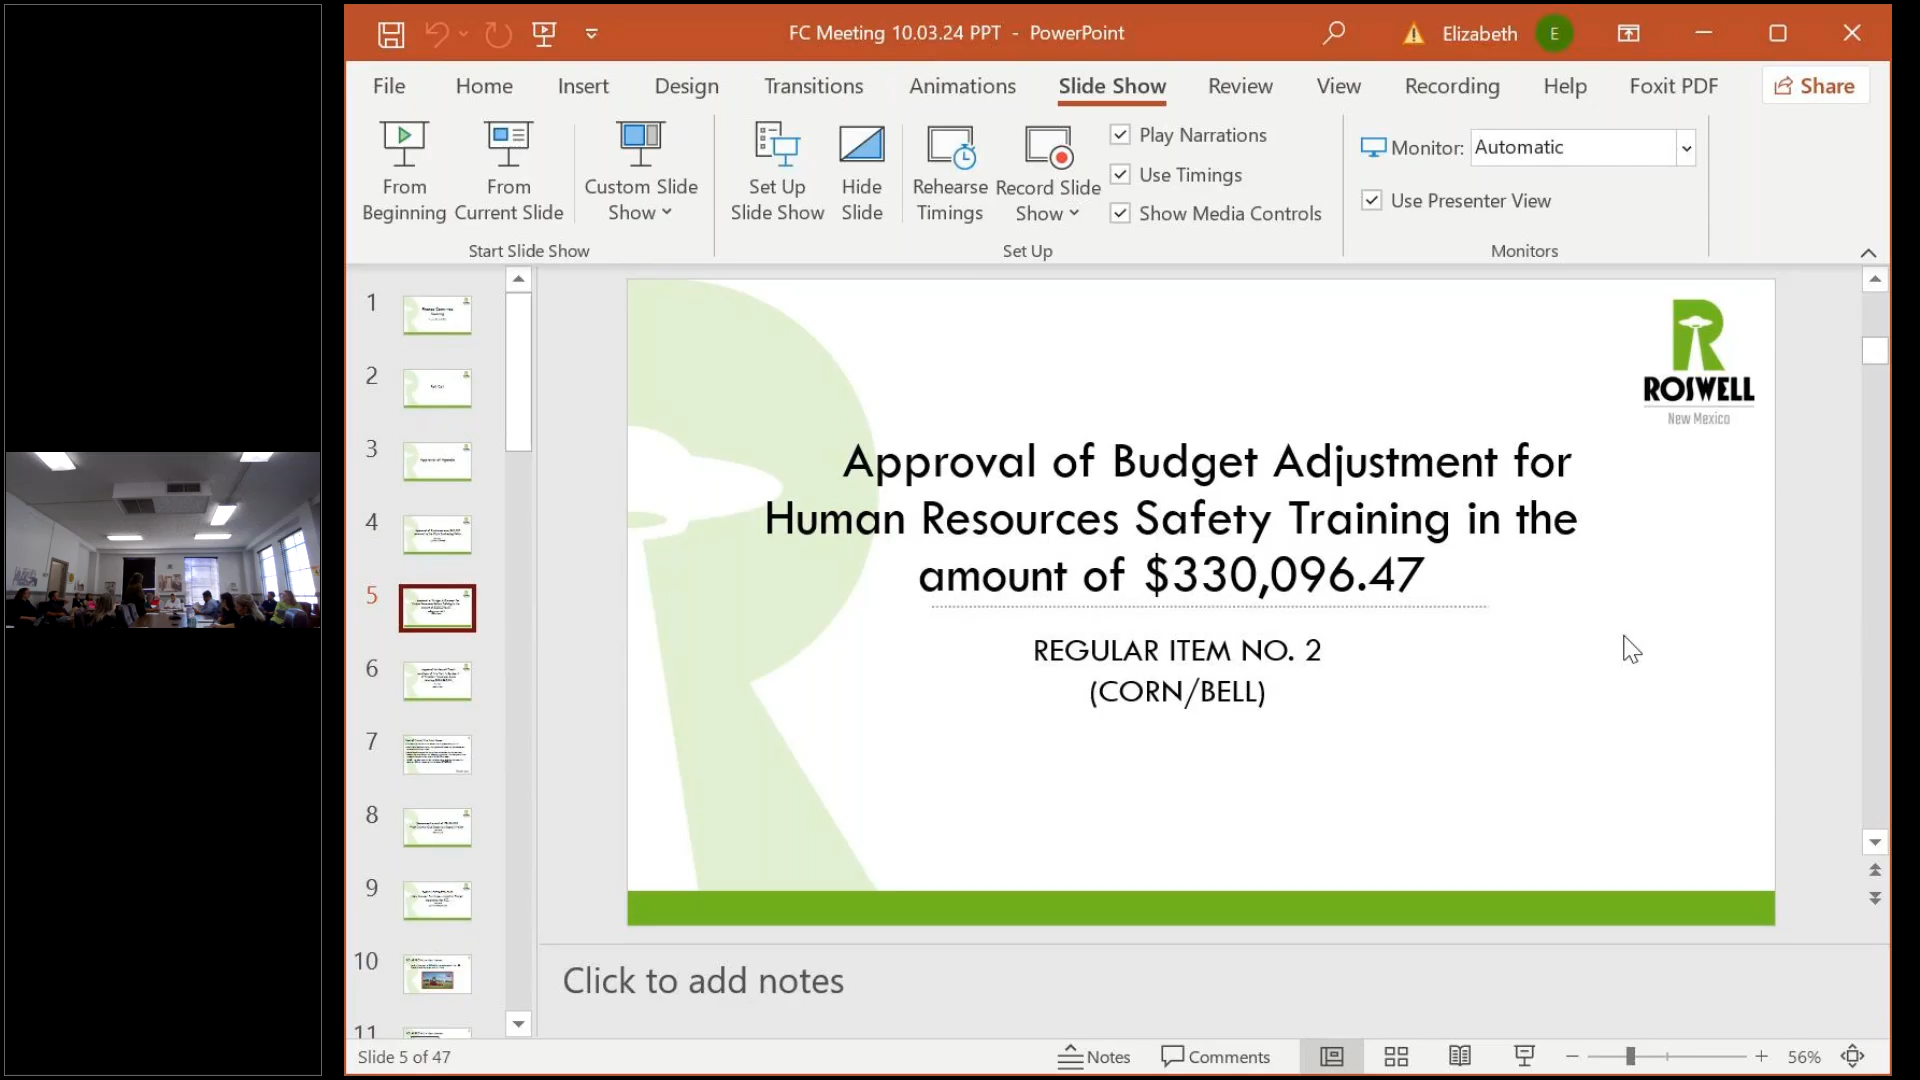 FC Meeting 10.03.24 PPT - PowerPoint
Elizabeth
E
File
Home
Insert
Design
Transitions
Animations
Slide Show
Review
View
Recording
Help
Foxit PDF
Share
From Beginning
From Current Slide
Custom Slide Show
Start Slide Show
Set Up Slide Show
Hide Slide
Rehearse Timings
Record Slide Show
Play Narrations
Use Timings
Show Media Controls
Set Up
Monitor: Automatic
Use Presenter View
Monitors
1
2
3
4
5
6
7
8
9
10
11
ROSWELL
New Mexico
Approval of Budget Adjustment for
Human Resources Safety Training in the
amount of $330,096.47
REGULAR ITEM NO. 2
(CORN/BELL)
Click to add notes
Slide 5 of 47
Notes
Comments
56%